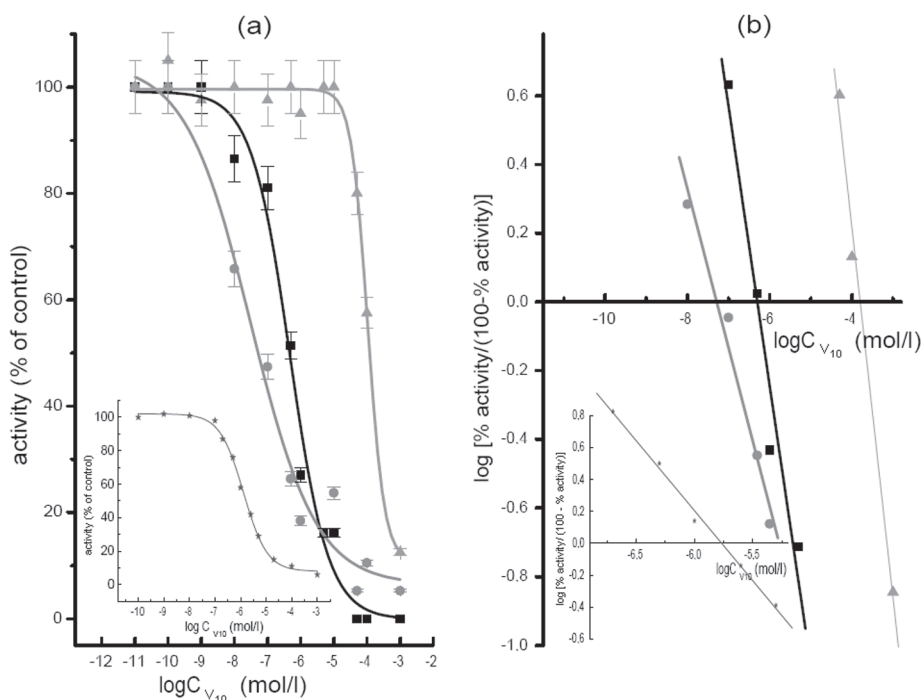 (a)
100
80
60
40
20
0
activity (% of control)
-12 -11 -10 -9 -8 -7 -6 -5 -4 -3 -2
logC V10 (mol/l)
100
80
60
40
20
0
activity (% of control)
-10 -9 -8 -7 -6 -5 -4 -3
log C V10 (mol/l)
(b)
0,6
0,4
0,2
0,0
-0,2
-0,4
-0,6
-0,8
-1,0
log [% activity/(100-% activity)]
-10 -8 -6 -4
logC V10 (mol/l)
0,8
0,6
0,4
0,2
0,0
-0,2
-0,4
-0,6
log [% activity/ (100 - % activity)]
-6,5 -6,0 -5,5
logC V10 (mol/l)